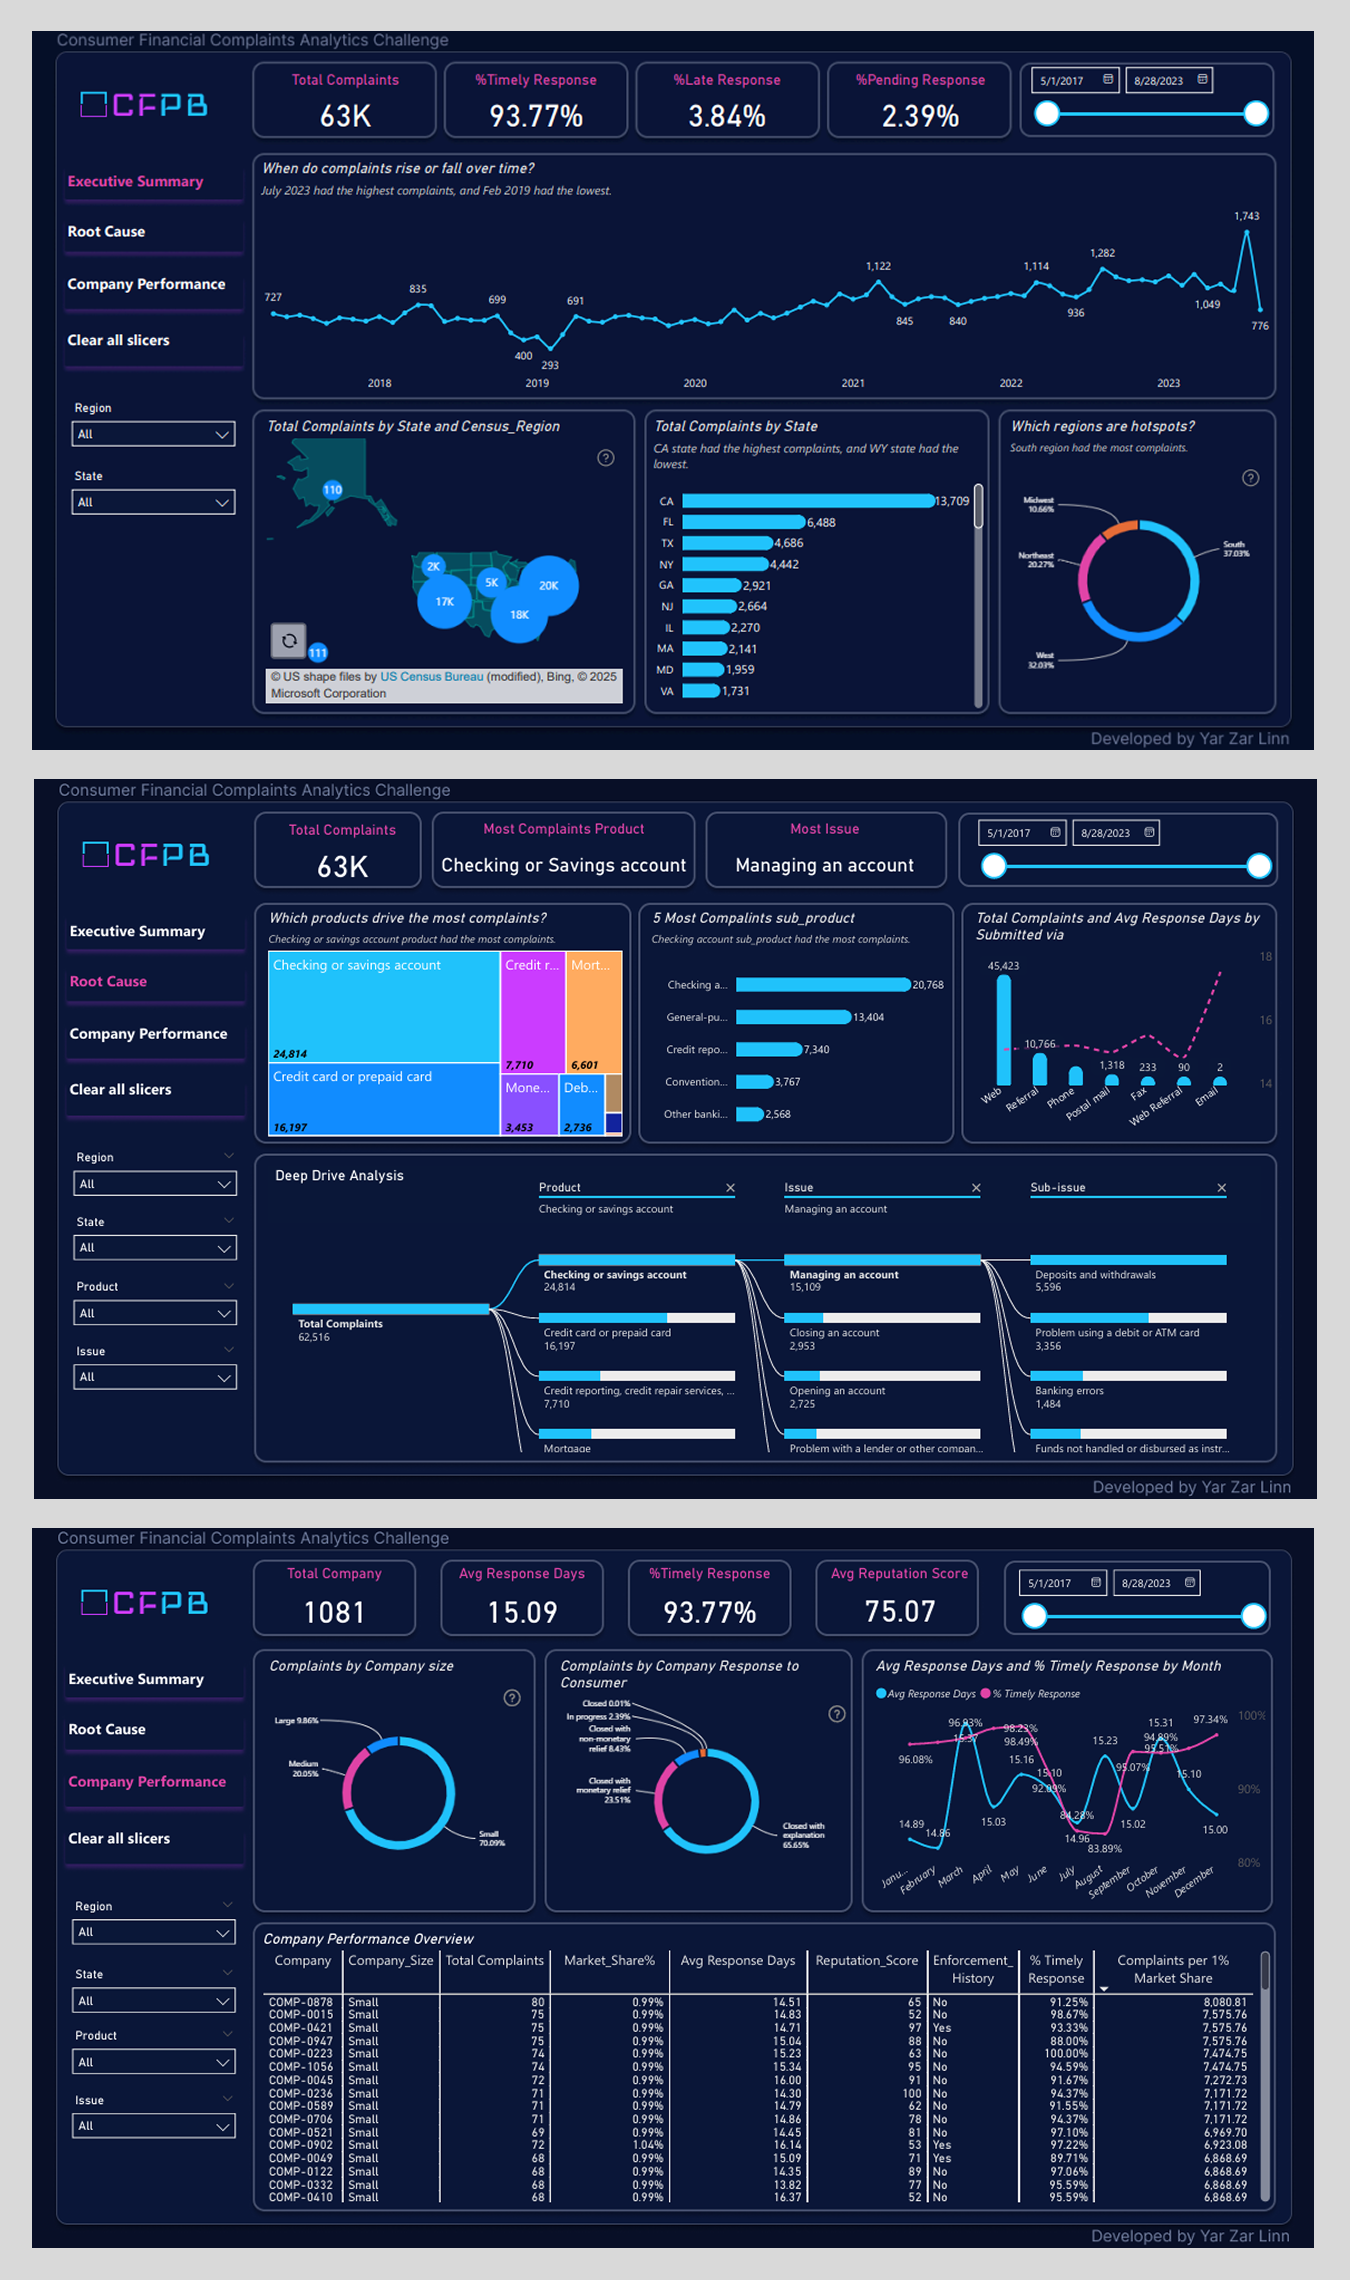 Consumer Financial Complaints Analytics Challenge
CFPB
Total Complaints
63K
%Timely Response
93.77%
%Late Response
3.84%
%Pending Response
2.39%
5/1/2017
8/28/2023
Executive Summary
Root Cause
Company Performance
Clear all slicers
Region
All
State
All
When do complaints rise or fall over time?
July 2023 had the highest complaints, and Feb 2019 had the lowest.
727
835
699
400
293
691
1,122
845
840
1,114
936
1,282
1,049
1,743
776
2018
2019
2020
2021
2022
2023
Total Complaints by State and Census_Region
110
2K
17K
5K
18K
20K
111
© US shape files by US Census Bureau (modified), Bing, © 2025
Microsoft Corporation
Total Complaints by State
CA state had the highest complaints, and WY state had the
lowest.
CA 13,709
FL 6,488
TX 4,686
NY 4,442
GA 2,921
NJ 2,664
IL 2,270
MA 2,141
MD 1,959
VA 1,731
Which regions are hotspots?
South region had the most complaints.
Midwest
10.66%
Northeast
20.27%
South
37.03%
West
32.03%
Developed by Yar Zar Linn
Consumer Financial Complaints Analytics Challenge
CFPB
Total Complaints
63K
Most Complaints Product
Checking or Savings account
Most Issue
Managing an account
5/1/2017
8/28/2023
Executive Summary
Root Cause
Company Performance
Clear all slicers
Region
All
State
All
Product
All
Issue
All
Which products drive the most complaints?
Checking or savings account product had the most complaints.
Checking or savings account
24,814
Credit card or prepaid card
16,197
Credit r...
7,710
Mort...
6,601
Mone...
3,453
Deb...
2,736
5 Most Compalints sub_product
Checking account sub_product had the most complaints.
Checking a... 20,768
General-pu... 13,404
Credit repo... 7,340
Convention... 3,767
Other banki... 2,568
Total Complaints and Avg Response Days by
Submitted via
45,423
10,766
1,318
233
90
2
18
16
14
Web
Referral
Phone
Postal mail
Fax
Web Referral
Email
Deep Drive Analysis
Product
Checking or savings account
Issue
Managing an account
Sub-issue
Total Complaints
62,516
Checking or savings account
24,814
Credit card or prepaid card
16,197
Credit reporting, credit repair services, ...
7,710
Mortgage
Managing an account
15,109
Closing an account
2,953
Opening an account
2,725
Problem with a lender or other compan...
Deposits and withdrawals
5,596
Problem using a debit or ATM card
3,356
Banking errors
1,484
Funds not handled or disbursed as instr...
Developed by Yar Zar Linn
Consumer Financial Complaints Analytics Challenge
CFPB
Total Company
1081
Avg Response Days
15.09
%Timely Response
93.77%
Avg Reputation Score
75.07
5/1/2017
8/28/2023
Executive Summary
Root Cause
Company Performance
Clear all slicers
Region
All
State
All
Product
All
Issue
All
Complaints by Company size
Large 9.86%
Medium
20.05%
Small
70.09%
Complaints by Company Response to
Consumer
Closed 0.01%
In progress 2.39%
Closed with
non-monetary
relief 8.43%
Closed with
monetary relief
23.51%
Closed with
explanation
65.65%
Avg Response Days and % Timely Response by Month
Avg Response Days % Timely Response
96.08%
14.89
14.86
96.93%
15.37
15.03
98.23%
98.49%
15.16
15.10
92.09%
84.28%
14.96
83.89%
15.23
95.07%
15.02
15.31
94.89%
95.51%
15.10
97.34%
15.00
100%
90%
80%
Janu...
February
March
April
May
June
July
August
September
October
November
December
Company Performance Overview
Company Company_Size Total Complaints Market_Share% Avg Response Days Reputation_Score Enforcement_History % Timely Response Complaints per 1% Market Share
COMP-0878 Small 80 0.99% 14.51 65 No 91.25% 8,080.81
COMP-0015 Small 75 0.99% 14.83 52 No 98.67% 7,575.76
COMP-0421 Small 75 0.99% 14.71 97 Yes 93.33% 7,575.76
COMP-0947 Small 75 0.99% 15.04 88 No 88.00% 7,575.76
COMP-0223 Small 74 0.99% 15.23 63 No 100.00% 7,474.75
COMP-1056 Small 74 0.99% 15.34 95 No 94.59% 7,474.75
COMP-0045 Small 72 0.99% 16.00 91 No 91.67% 7,272.73
COMP-0236 Small 71 0.99% 14.30 100 No 94.37% 7,171.72
COMP-0589 Small 71 0.99% 14.79 62 No 91.55% 7,171.72
COMP-0706 Small 71 0.99% 14.86 78 No 94.37% 7,171.72
COMP-0521 Small 69 0.99% 14.45 81 No 97.10% 6,969.70
COMP-0902 Small 72 1.04% 16.14 53 Yes 97.22% 6,923.08
COMP-0049 Small 68 0.99% 15.09 71 Yes 89.71% 6,868.69
COMP-0122 Small 68 0.99% 14.35 89 No 97.06% 6,868.69
COMP-0332 Small 68 0.99% 13.82 77 No 95.59% 6,868.69
COMP-0410 Small 68 0.99% 16.37 52 No 95.59% 6,868.69
Developed by Yar Zar Linn